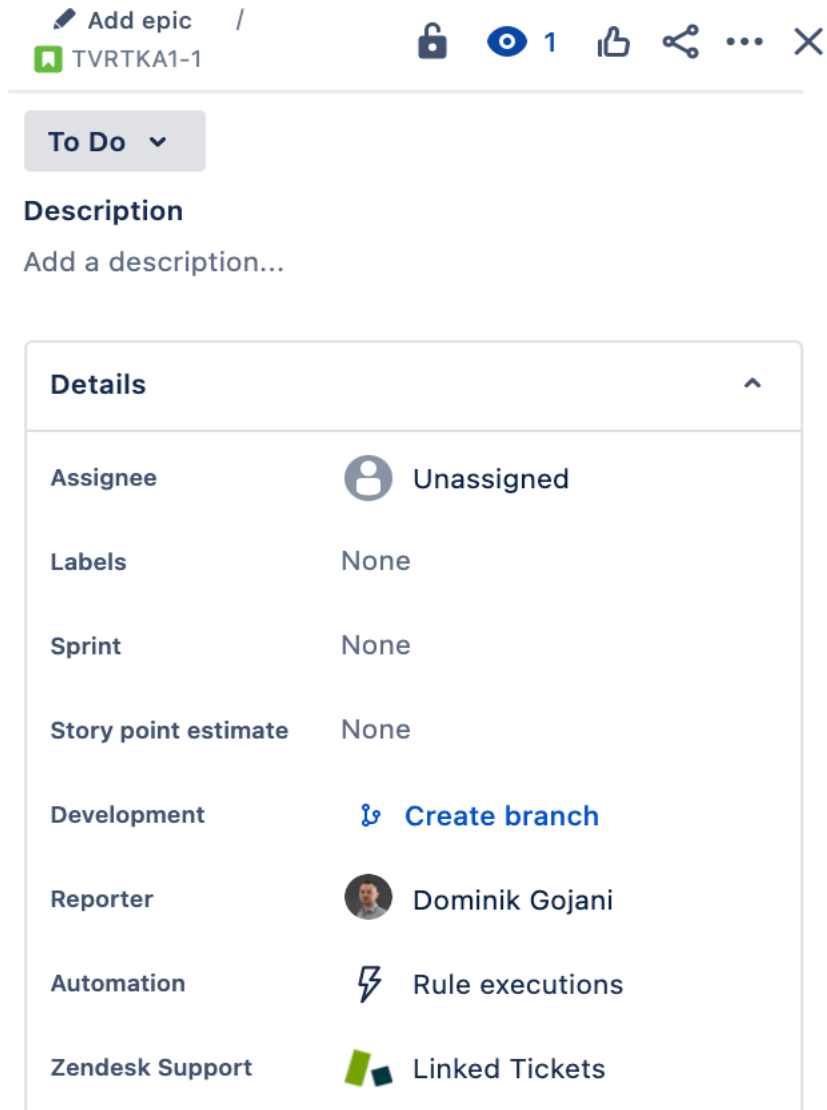 Add epic /
TVRTKA1-1
1
To Do
Description
Add a description...
Details
Assignee Unassigned
Labels None
Sprint None
Story point estimate None
Development Create branch
Reporter Dominik Gojani
Automation Rule executions
Zendesk Support Linked Tickets